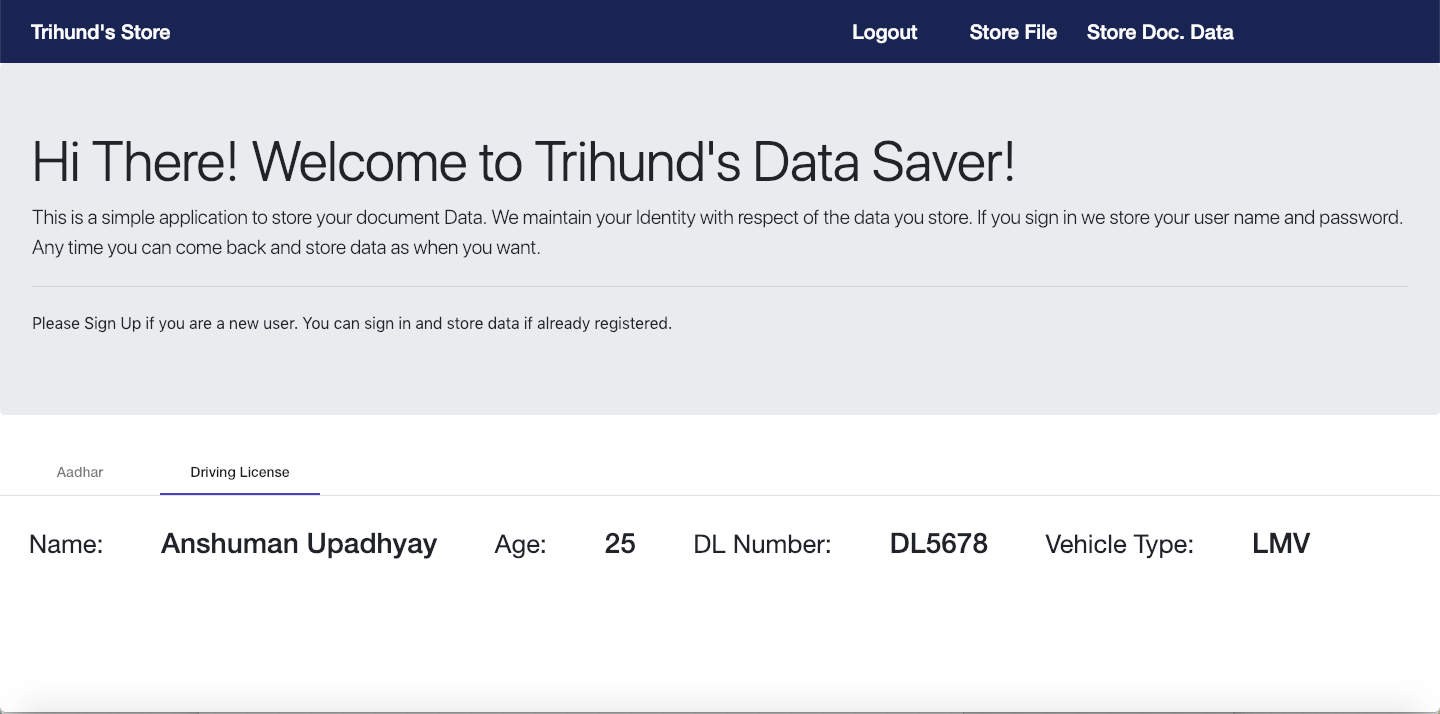 Trihund's Store Logout Store File Store Doc. Data
Hi There! Welcome to Trihund's Data Saver!
This is a simple application to store your document Data. We maintain your Identity with respect of the data you store. If you sign in we store your user name and password.
Any time you can come back and store data as when you want.
Please Sign Up if you are a new user. You can sign in and store data if already registered.
Aadhar Driving License
Name: Anshuman Upadhyay Age: 25 DL Number: DL5678 Vehicle Type: LMV